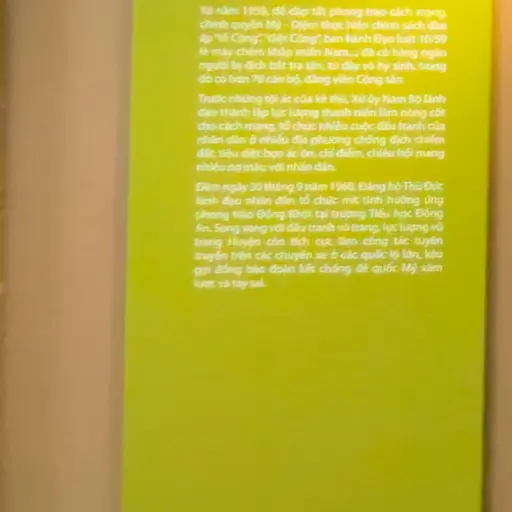 Từ năm 1958, để dập tắt phong trào cách mạng,
chính quyền Mỹ - Diệm thực hiện chính sách đàn
áp "tố Cộng", "diệt Cộng", ban hành Đạo luật 10/59
lê máy chém khắp miền Nam..., đã có hàng ngàn
người bị địch bắt tra tấn, tù đày và hy sinh, trong
đó có hơn cán bộ, đảng viên Cộng sản.
Trước những tội ác của kẻ thù, Xứ ủy Nam Bộ lãnh
đạo thành lập lực lượng thanh niên làm nòng cốt
cho cách mạng, tổ chức nhiều cuộc đấu tranh của
nhân dân ở nhiều địa phương chống địch chiếm
đất, tiêu diệt bọn ác ôn, chỉ điểm, chiêu hồi mang
nhiều nợ máu với nhân dân.
Đêm ngày 30 tháng 9 năm 1960, Đảng bộ Thủ Đức
lãnh đạo nhân dân tổ chức mít tinh hưởng ứng
phong trào Đồng Khởi tại trường Tiểu học Đông
An. Song song với đấu tranh vũ trang, lực lượng vũ
trang Huyện còn tích cực làm công tác tuyên
truyền trên các chuyến xe ở các quốc lộ lớn, kêu
gọi đồng bào đoàn kết chống đế quốc Mỹ xâm
lược và tay sai.